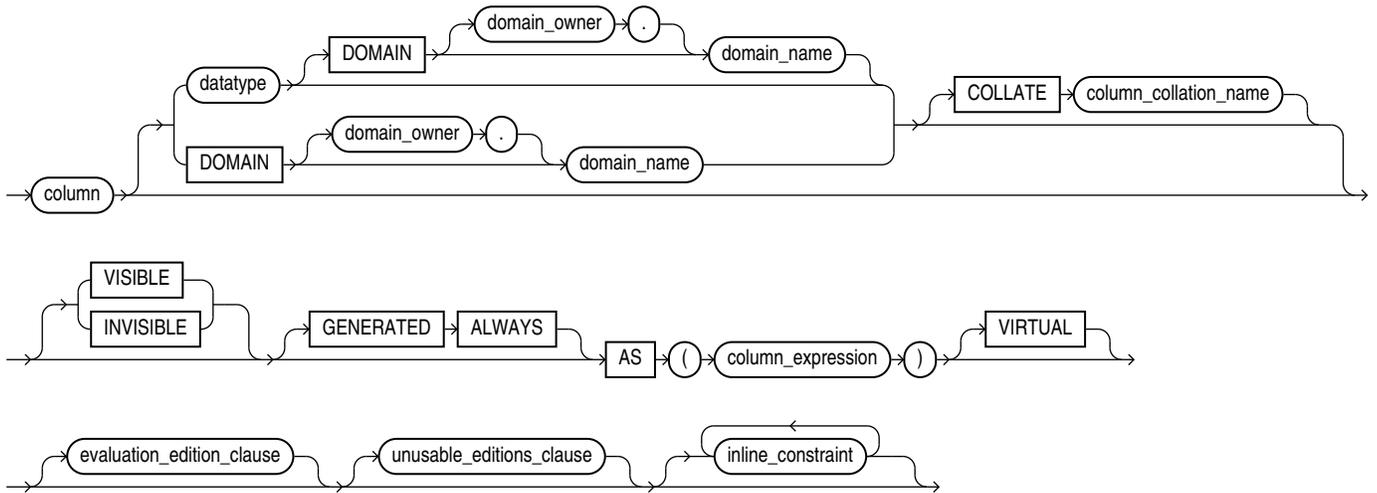 domain_owner .
DOMAIN domain_name
datatype COLLATE column_collation_name
domain_owner .
DOMAIN domain_name
column
VISIBLE
INVISIBLE GENERATED ALWAYS VIRTUAL
AS ( column_expression )
evaluation_edition_clause unusable_editions_clause inline_constraint